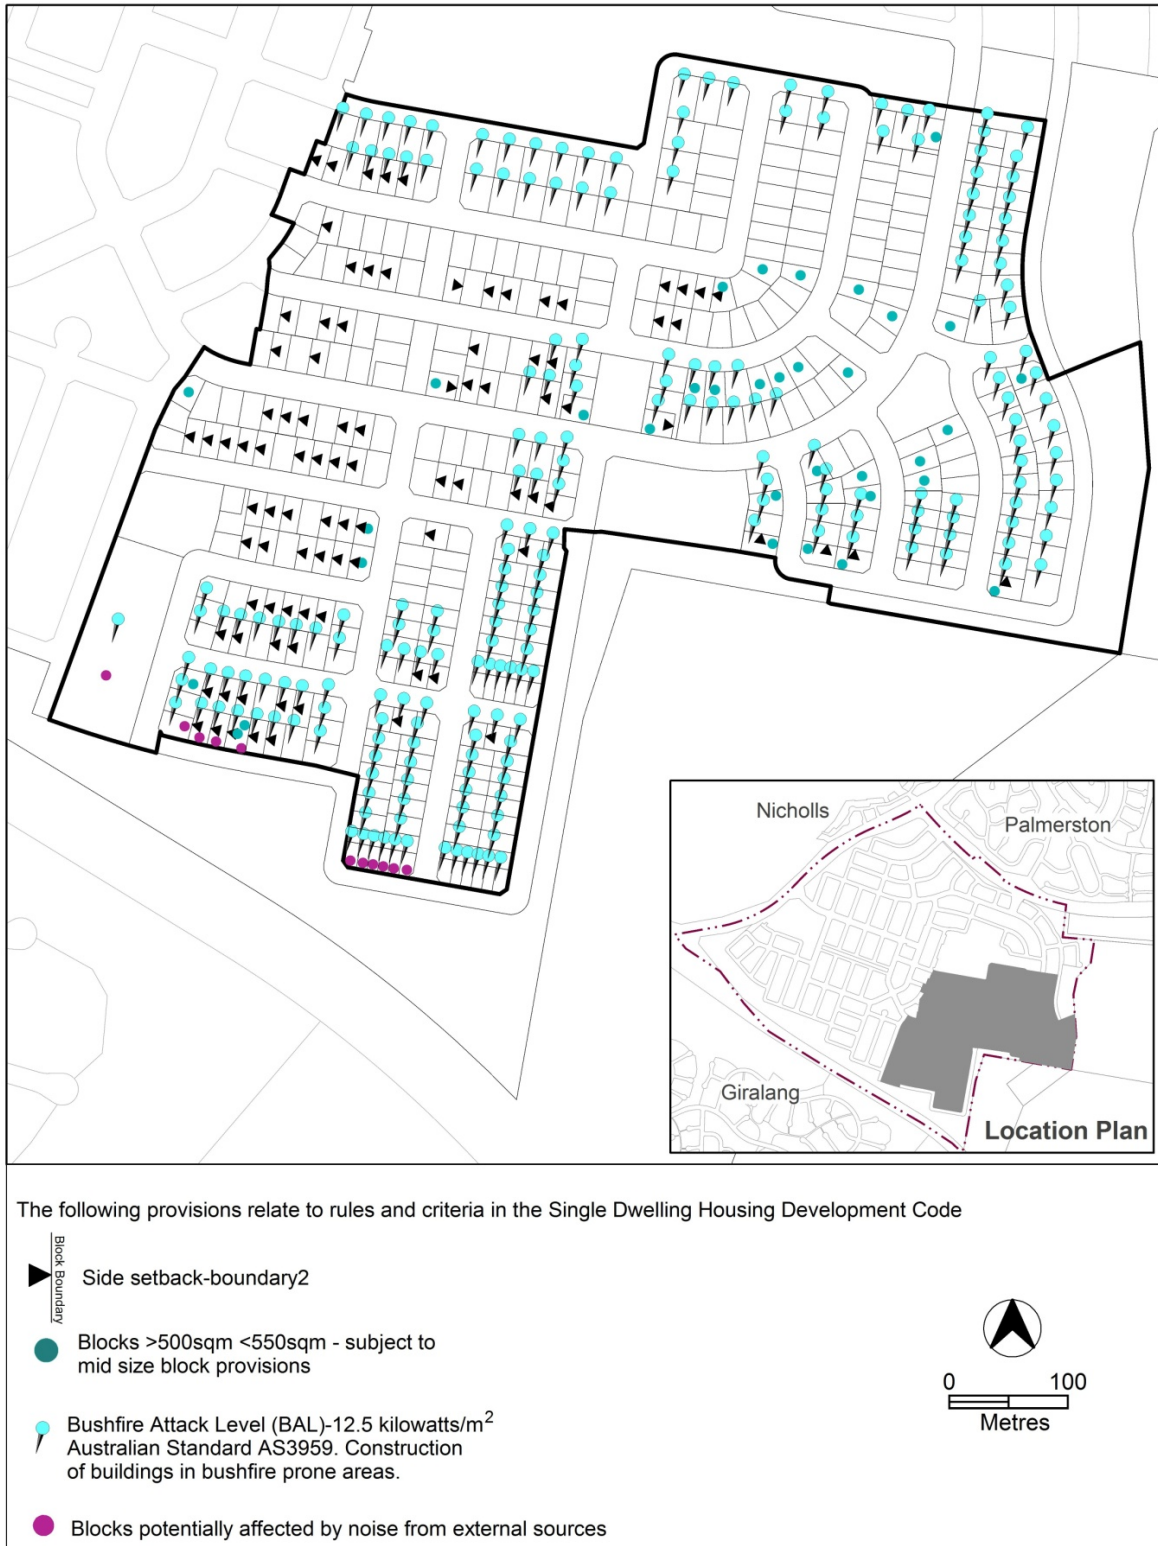 Nicholls
Palmerston
Giralang
Location Plan
The following provisions relate to rules and criteria in the Single Dwelling Housing Development Code
Block Boundary
Side setback-boundary2
Blocks >500sqm <550sqm - subject to
mid size block provisions
Bushfire Attack Level (BAL)-12.5 kilowatts/m²
Australian Standard AS3959. Construction
of buildings in bushfire prone areas.
Blocks potentially affected by noise from external sources
0 100
Metres